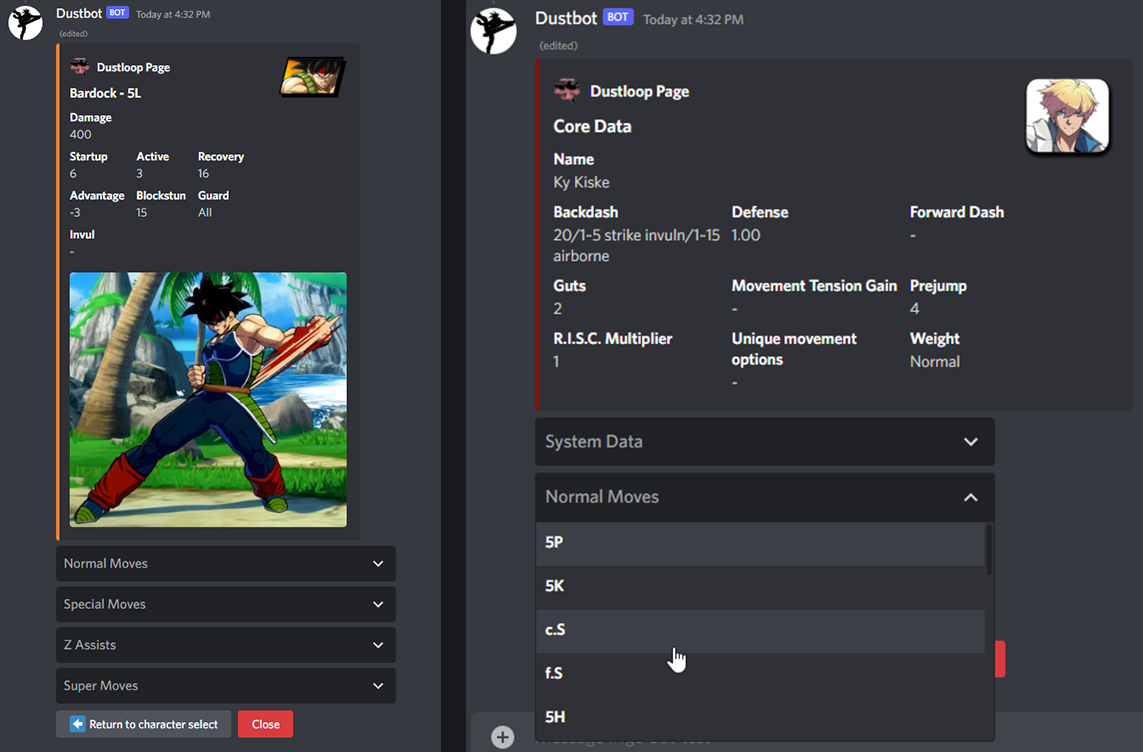 Dustbot BOT Today at 4:32 PM
(edited)
Dustloop Page
Bardock - 5L
Damage
400
Startup Active Recovery
6 3 16
Advantage Blockstun Guard
-3 15 All
Invul
-
Normal Moves
Special Moves
Z Assists
Super Moves
Return to character select Close
Dustbot BOT Today at 4:32 PM
(edited)
Dustloop Page
Core Data
Name
Ky Kiske
Backdash Defense Forward Dash
20/1~5 strike invuln/1~15 1.00 -
airborne
Guts Movement Tension Gain Prejump
2 - 4
R.I.S.C. Multiplier Unique movement Weight
1 options Normal
-
System Data
Normal Moves
5P
5K
c.S
f.S
5H